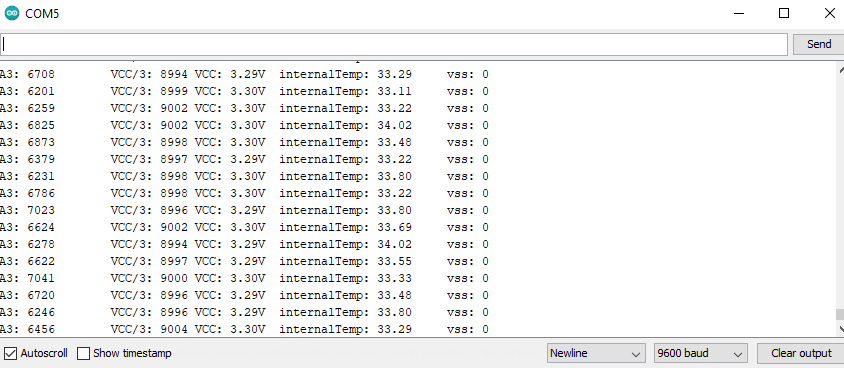 COM5
Send
A3: 6708 VCC/3: 8994 VCC: 3.29V internalTemp: 33.29 vss: 0
A3: 6201 VCC/3: 8999 VCC: 3.30V internalTemp: 33.11 vss: 0
A3: 6259 VCC/3: 9002 VCC: 3.30V internalTemp: 33.22 vss: 0
A3: 6825 VCC/3: 9002 VCC: 3.30V internalTemp: 34.02 vss: 0
A3: 6873 VCC/3: 8998 VCC: 3.30V internalTemp: 33.48 vss: 0
A3: 6379 VCC/3: 8997 VCC: 3.29V internalTemp: 33.22 vss: 0
A3: 6231 VCC/3: 8998 VCC: 3.30V internalTemp: 33.80 vss: 0
A3: 6786 VCC/3: 8998 VCC: 3.30V internalTemp: 33.22 vss: 0
A3: 7023 VCC/3: 8996 VCC: 3.29V internalTemp: 33.80 vss: 0
A3: 6624 VCC/3: 9002 VCC: 3.30V internalTemp: 33.69 vss: 0
A3: 6278 VCC/3: 8994 VCC: 3.29V internalTemp: 34.02 vss: 0
A3: 6622 VCC/3: 8997 VCC: 3.29V internalTemp: 33.55 vss: 0
A3: 7041 VCC/3: 9000 VCC: 3.30V internalTemp: 33.33 vss: 0
A3: 6720 VCC/3: 8996 VCC: 3.29V internalTemp: 33.48 vss: 0
A3: 6246 VCC/3: 8996 VCC: 3.29V internalTemp: 33.80 vss: 0
A3: 6456 VCC/3: 9004 VCC: 3.30V internalTemp: 33.29 vss: 0
Autoscroll Show timestamp Newline 9600 baud Clear output